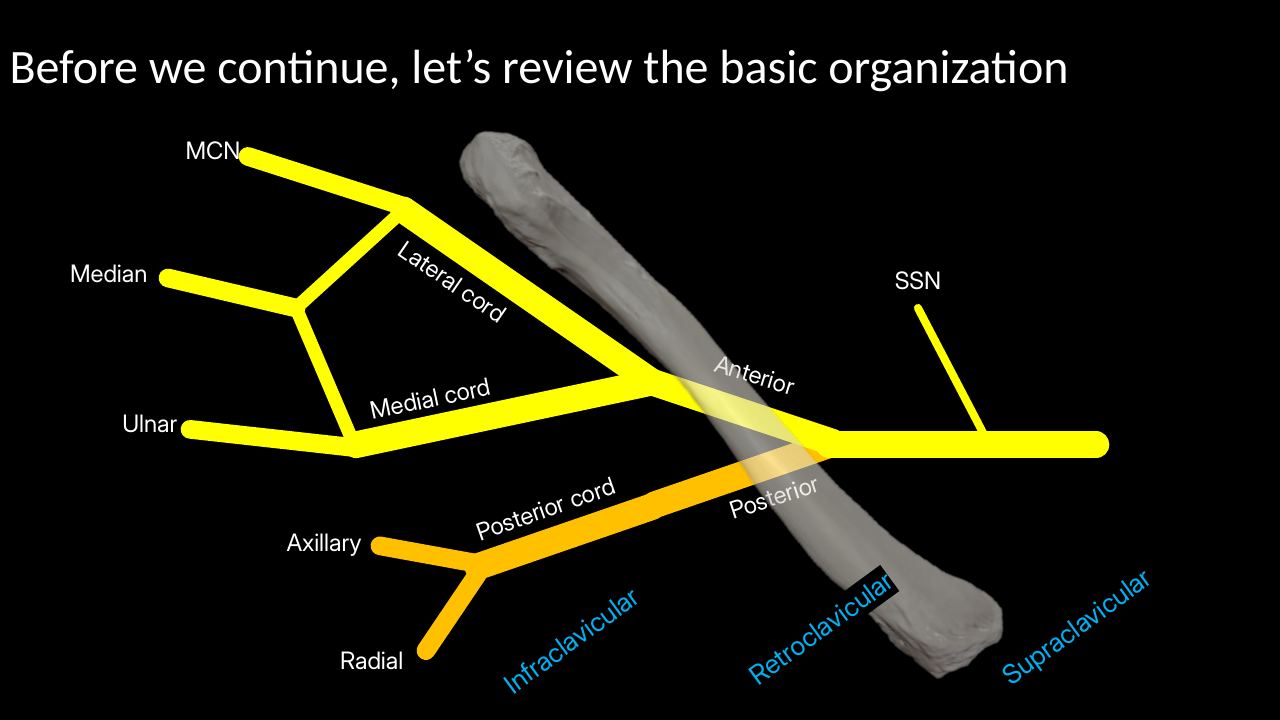 Before we continue, let’s review the basic organization
MCN
Median
Lateral cord
SSN
Anterior
Medial cord
Ulnar
Posterior cord
Posterior
Axillary
Radial
Infraclavicular
Retroclavicular
Supraclavicular